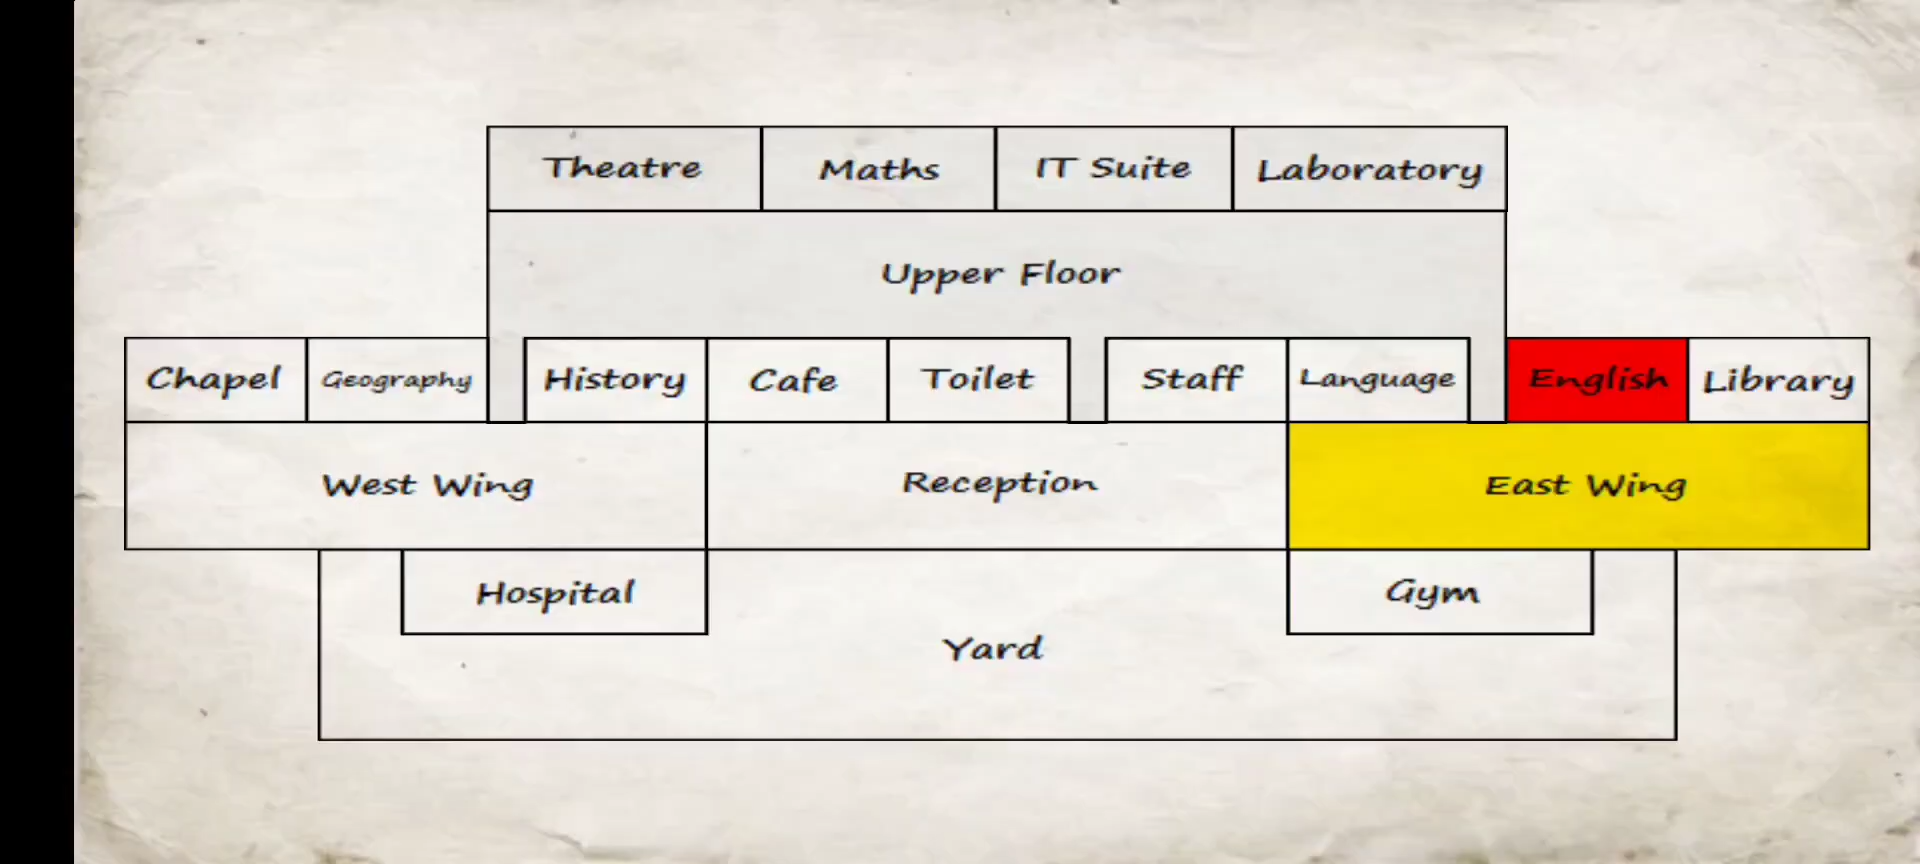 Theatre
Maths
IT Suite
Laboratory
Upper Floor
Chapel
Geography
History
Cafe
Toilet
Staff
Language
English
Library
West Wing
Reception
East Wing
Hospital
Gym
Yard